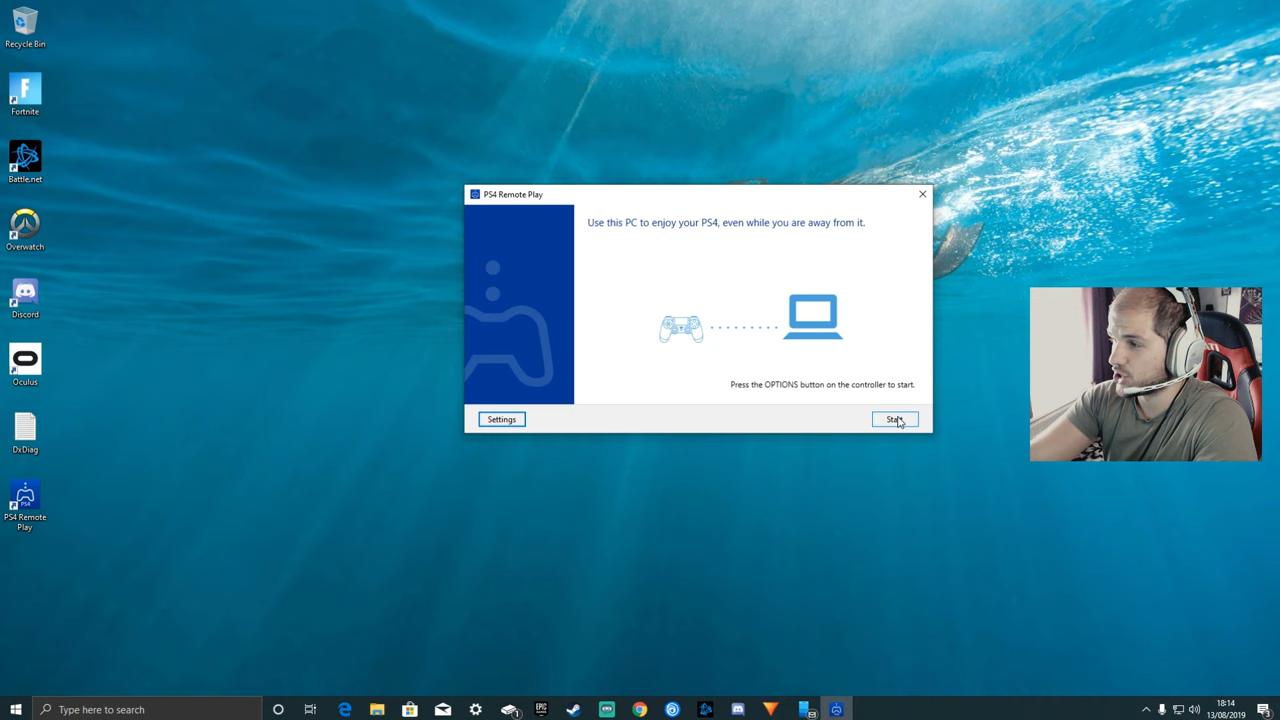 Recycle Bin
Fortnite
Battle.net
Overwatch
Discord
Oculus
DxDiag
PS4
PS4 Remote
Play
PS4 Remote Play
Use this PC to enjoy your PS4, even while you are away from it.
Press the OPTIONS button on the controller to start.
Settings
Start
Type here to search
18:14
13/08/2019